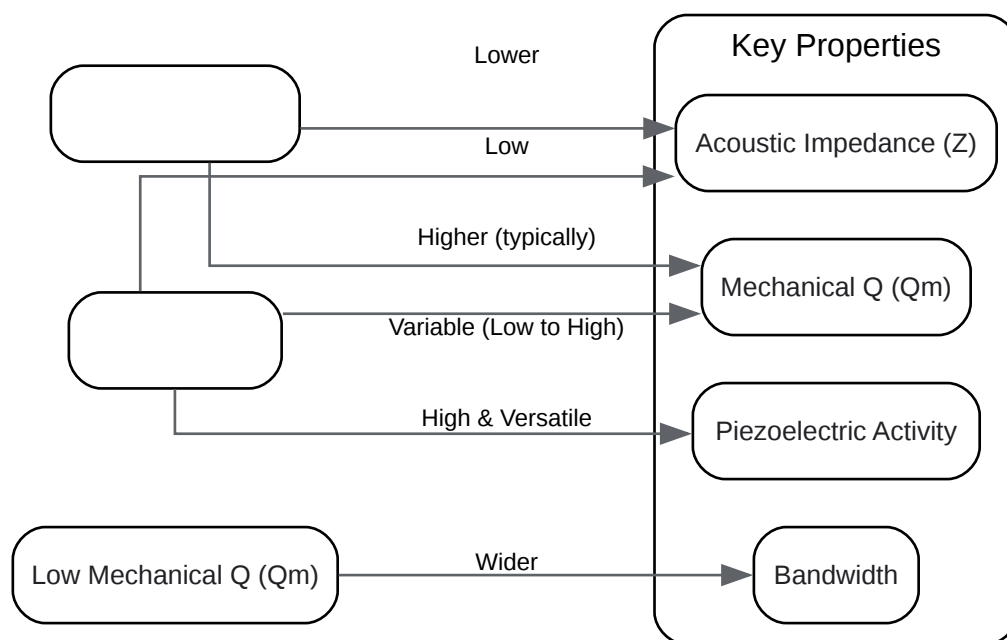 Key Properties
Lower
Acoustic Impedance (Z)
Low
Higher (typically)
Mechanical Q (Qm)
Variable (Low to High)
High & Versatile
Piezoelectric Activity
Low Mechanical Q (Qm)
Wider
Bandwidth